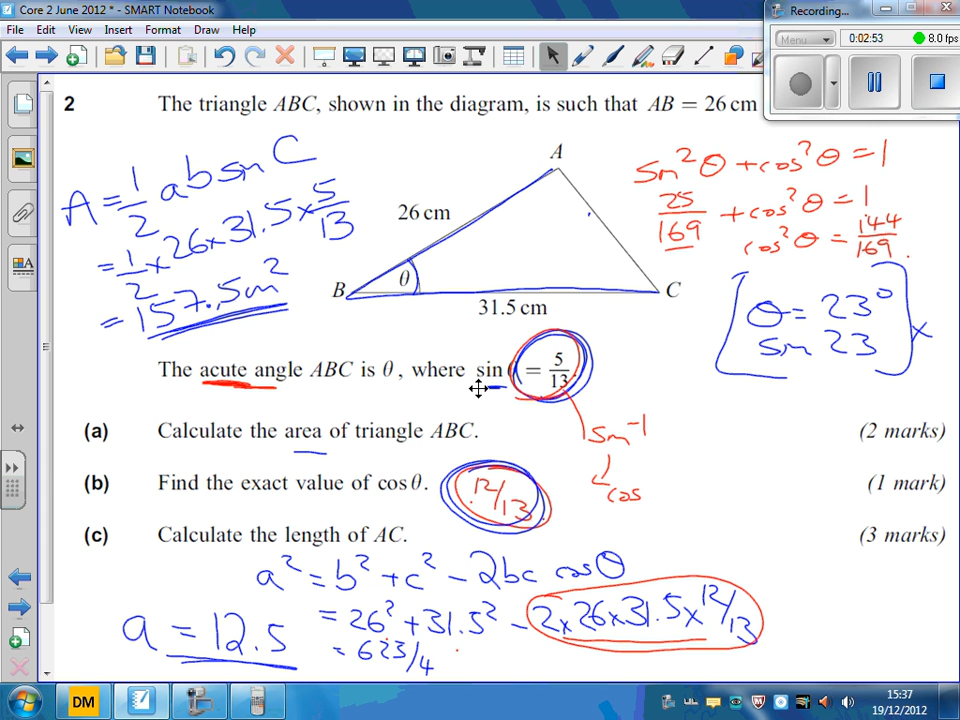 Core 2 June 2012 * - SMART Notebook
Recording...
File Edit View Insert Format Draw Help
Menu
0:02:53
8.0 fps
2 The triangle ABC, shown in the diagram, is such that AB = 26 cm
A = 1/2 ab sin C
= 1/2 × 26 × 31.5 × 5/13
= 157.5cm²
A
26 cm
B
θ
C
31.5 cm
sin²θ + cos²θ = 1
25/169 + cos²θ = 1
cos²θ = 144/169
θ = 23°
sin 23
×
The acute angle ABC is θ, where sin = 5/13
sin⁻¹
cos
(a) Calculate the area of triangle ABC. (2 marks)
(b) Find the exact value of cos θ. (1 mark)
12/13
(c) Calculate the length of AC. (3 marks)
a² = b² + c² - 2bc cosθ
= 26² + 31.5² - 2×26×31.5×12/13
= 623/4
a = 12.5
DM
15:37
19/12/2012